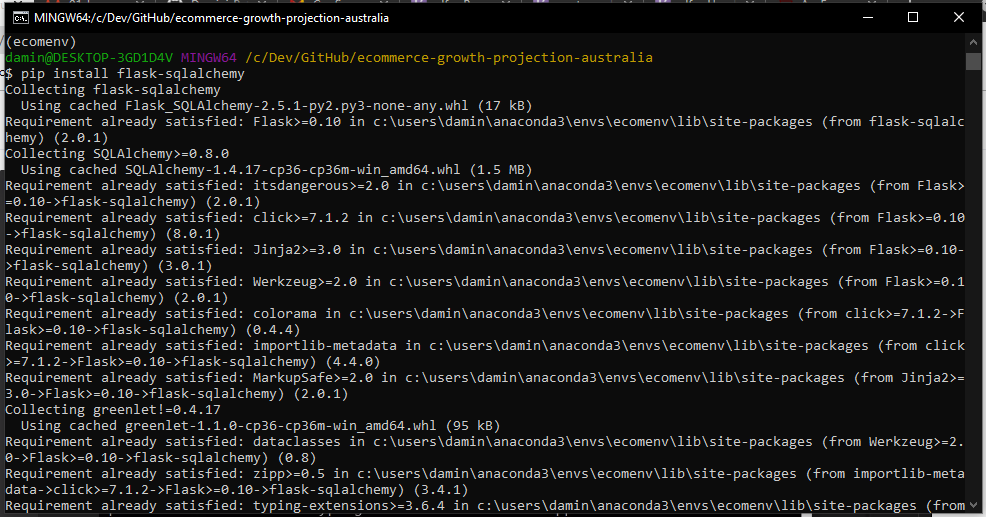 MINGW64:/c/Dev/GitHub/ecommerce-growth-projection-australia
(ecomenv)
damin@DESKTOP-3GD1D4V MINGW64 /c/Dev/GitHub/ecommerce-growth-projection-australia
$ pip install flask-sqlalchemy
Collecting flask-sqlalchemy
  Using cached Flask_SQLAlchemy-2.5.1-py2.py3-none-any.whl (17 kB)
Requirement already satisfied: Flask>=0.10 in c:\users\damin\anaconda3\envs\ecomenv\lib\site-packages (from flask-sqlalc
hemy) (2.0.1)
Collecting SQLAlchemy>=0.8.0
  Using cached SQLAlchemy-1.4.17-cp36-cp36m-win_amd64.whl (1.5 MB)
Requirement already satisfied: itsdangerous>=2.0 in c:\users\damin\anaconda3\envs\ecomenv\lib\site-packages (from Flask>
=0.10->flask-sqlalchemy) (2.0.1)
Requirement already satisfied: click>=7.1.2 in c:\users\damin\anaconda3\envs\ecomenv\lib\site-packages (from Flask>=0.10
->flask-sqlalchemy) (8.0.1)
Requirement already satisfied: Jinja2>=3.0 in c:\users\damin\anaconda3\envs\ecomenv\lib\site-packages (from Flask>=0.10-
>flask-sqlalchemy) (3.0.1)
Requirement already satisfied: Werkzeug>=2.0 in c:\users\damin\anaconda3\envs\ecomenv\lib\site-packages (from Flask>=0.1
0->flask-sqlalchemy) (2.0.1)
Requirement already satisfied: colorama in c:\users\damin\anaconda3\envs\ecomenv\lib\site-packages (from click>=7.1.2->F
lask>=0.10->flask-sqlalchemy) (0.4.4)
Requirement already satisfied: importlib-metadata in c:\users\damin\anaconda3\envs\ecomenv\lib\site-packages (from click
>=7.1.2->Flask>=0.10->flask-sqlalchemy) (4.4.0)
Requirement already satisfied: MarkupSafe>=2.0 in c:\users\damin\anaconda3\envs\ecomenv\lib\site-packages (from Jinja2>=
3.0->Flask>=0.10->flask-sqlalchemy) (2.0.1)
Collecting greenlet!=0.4.17
  Using cached greenlet-1.1.0-cp36-cp36m-win_amd64.whl (95 kB)
Requirement already satisfied: dataclasses in c:\users\damin\anaconda3\envs\ecomenv\lib\site-packages (from Werkzeug>=2.
0->Flask>=0.10->flask-sqlalchemy) (0.8)
Requirement already satisfied: zipp>=0.5 in c:\users\damin\anaconda3\envs\ecomenv\lib\site-packages (from importlib-meta
data->click>=7.1.2->Flask>=0.10->flask-sqlalchemy) (3.4.1)
Requirement already satisfied: typing-extensions>=3.6.4 in c:\users\damin\anaconda3\envs\ecomenv\lib\site-packages (from